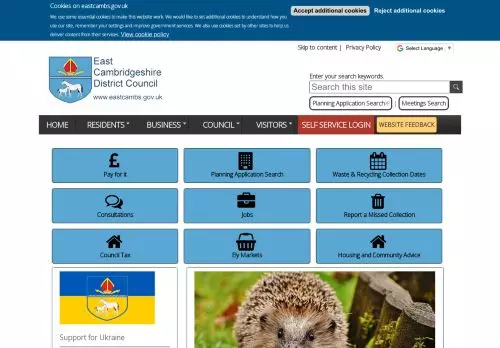 Cookies on eastcambs.gov.uk
We use some essential cookies to make this website work. We would like to set additional cookies to understand how you
use our site, remember your settings and improve government services. We also use cookies set by other sites to help us
deliver content from their services. View cookie policy
Accept additional cookies
Reject additional cookies
Skip to content | Privacy Policy
Select Language ▼
East
Cambridgeshire
District Council
www.eastcambs.gov.uk
Enter your search keywords.
Search this site
Planning Application Search | Meetings Search
HOME RESIDENTS BUSINESS COUNCIL VISITORS SELF SERVICE LOGIN WEBSITE FEEDBACK
Pay for it
Planning Application Search
Waste & Recycling Collection Dates
Consultations
Jobs
Report a Missed Collection
Council Tax
Ely Markets
Housing and Community Advice
Support for Ukraine